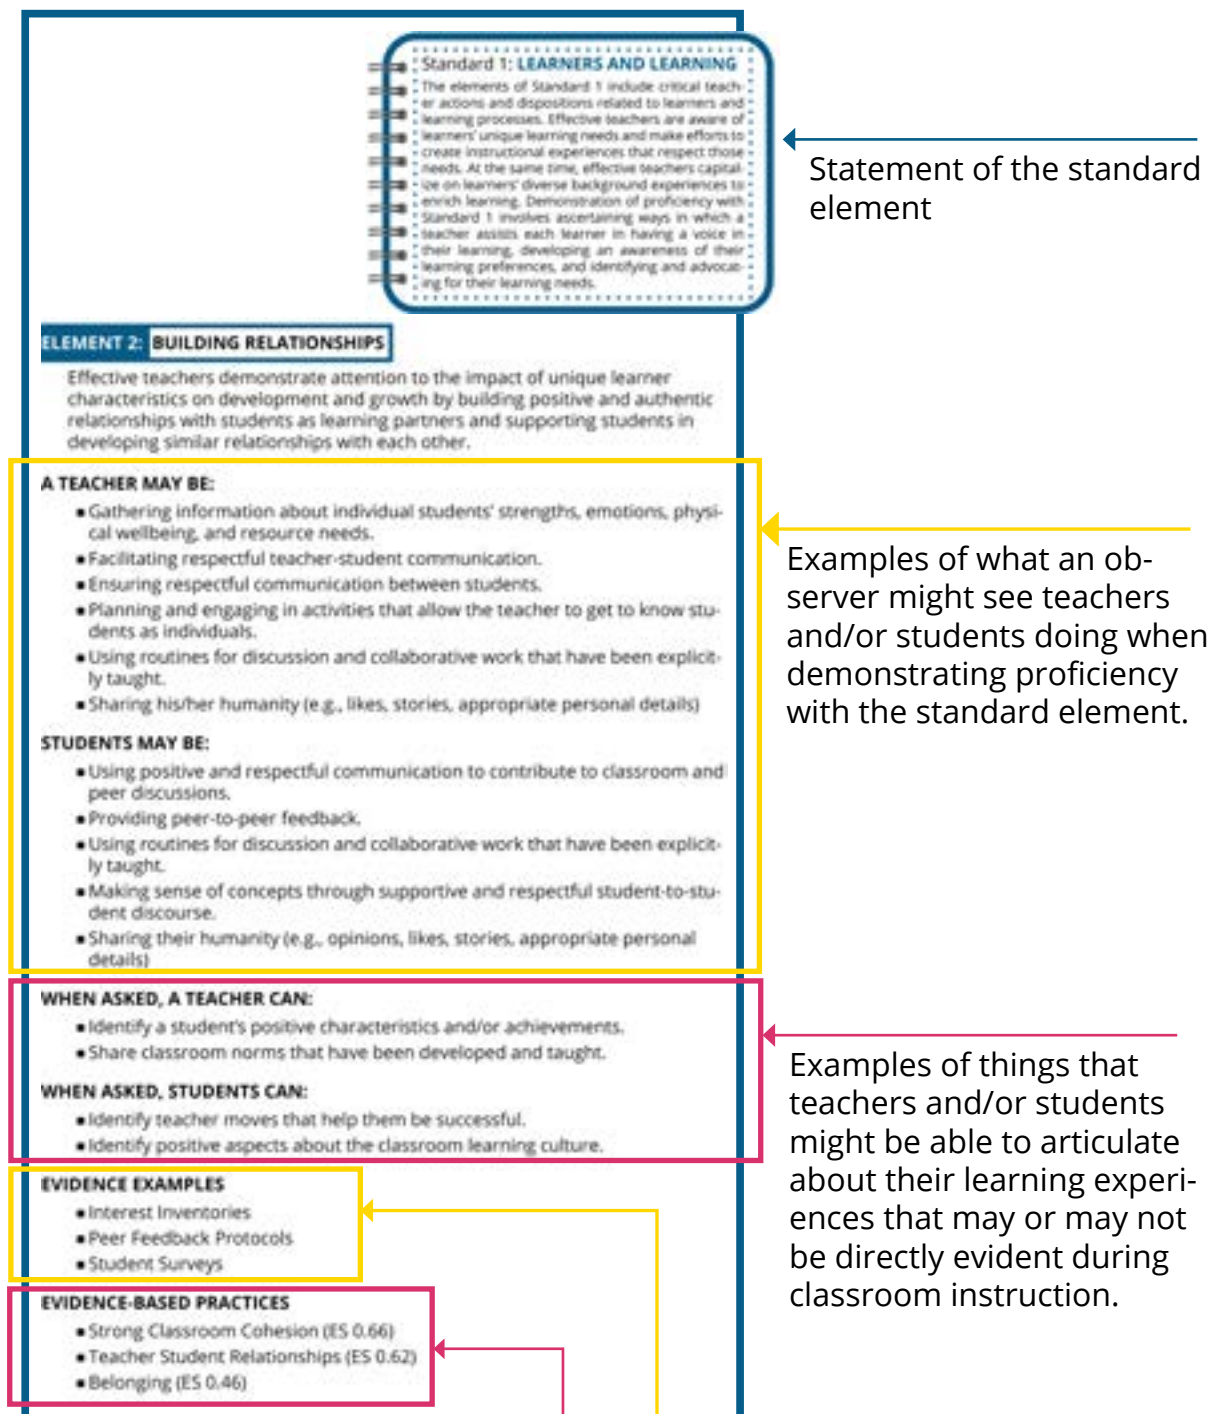 Standard 1: LEARNERS AND LEARNING
The elements of Standard 1 include critical teach-
er actions and dispositions related to learners and
learning processes. Effective teachers are aware of
learners' unique learning needs and make efforts to
create instructional experiences that respect those
needs. At the same time, effective teachers capital-
ize on learners' diverse background experiences to
enrich learning. Demonstration of proficiency with
Standard 1 involves ascertaining ways in which a
teacher assists each learner in having a voice in
their learning, developing an awareness of their
learning preferences, and identifying and advocat-
ing for their learning needs.
Statement of the standard
element
ELEMENT 2: BUILDING RELATIONSHIPS
Effective teachers demonstrate attention to the impact of unique learner
characteristics on development and growth by building positive and authentic
relationships with students as learning partners and supporting students in
developing similar relationships with each other.
A TEACHER MAY BE:
▪ Gathering information about individual students' strengths, emotions, physi-
cal wellbeing, and resource needs.
▪ Facilitating respectful teacher-student communication.
▪ Ensuring respectful communication between students.
▪ Planning and engaging in activities that allow the teacher to get to know stu-
dents as individuals.
▪ Using routines for discussion and collaborative work that have been explicit-
ly taught.
▪ Sharing his/her humanity (e.g., likes, stories, appropriate personal details)
STUDENTS MAY BE:
▪ Using positive and respectful communication to contribute to classroom and
peer discussions.
▪ Providing peer-to-peer feedback.
▪ Using routines for discussion and collaborative work that have been explicit-
ly taught.
▪ Making sense of concepts through supportive and respectful student-to-stu-
dent discourse.
▪ Sharing their humanity (e.g., opinions, likes, stories, appropriate personal
details)
Examples of what an ob-
server might see teachers
and/or students doing when
demonstrating proficiency
with the standard element.
WHEN ASKED, A TEACHER CAN:
▪ Identify a student's positive characteristics and/or achievements.
▪ Share classroom norms that have been developed and taught.
WHEN ASKED, STUDENTS CAN:
▪ Identify teacher moves that help them be successful.
▪ Identify positive aspects about the classroom learning culture.
Examples of things that
teachers and/or students
might be able to articulate
about their learning experi-
ences that may or may not
be directly evident during
classroom instruction.
EVIDENCE EXAMPLES
▪ Interest Inventories
▪ Peer Feedback Protocols
▪ Student Surveys
EVIDENCE-BASED PRACTICES
▪ Strong Classroom Cohesion (ES 0.66)
▪ Teacher Student Relationships (ES 0.62)
▪ Belonging (ES 0.46)